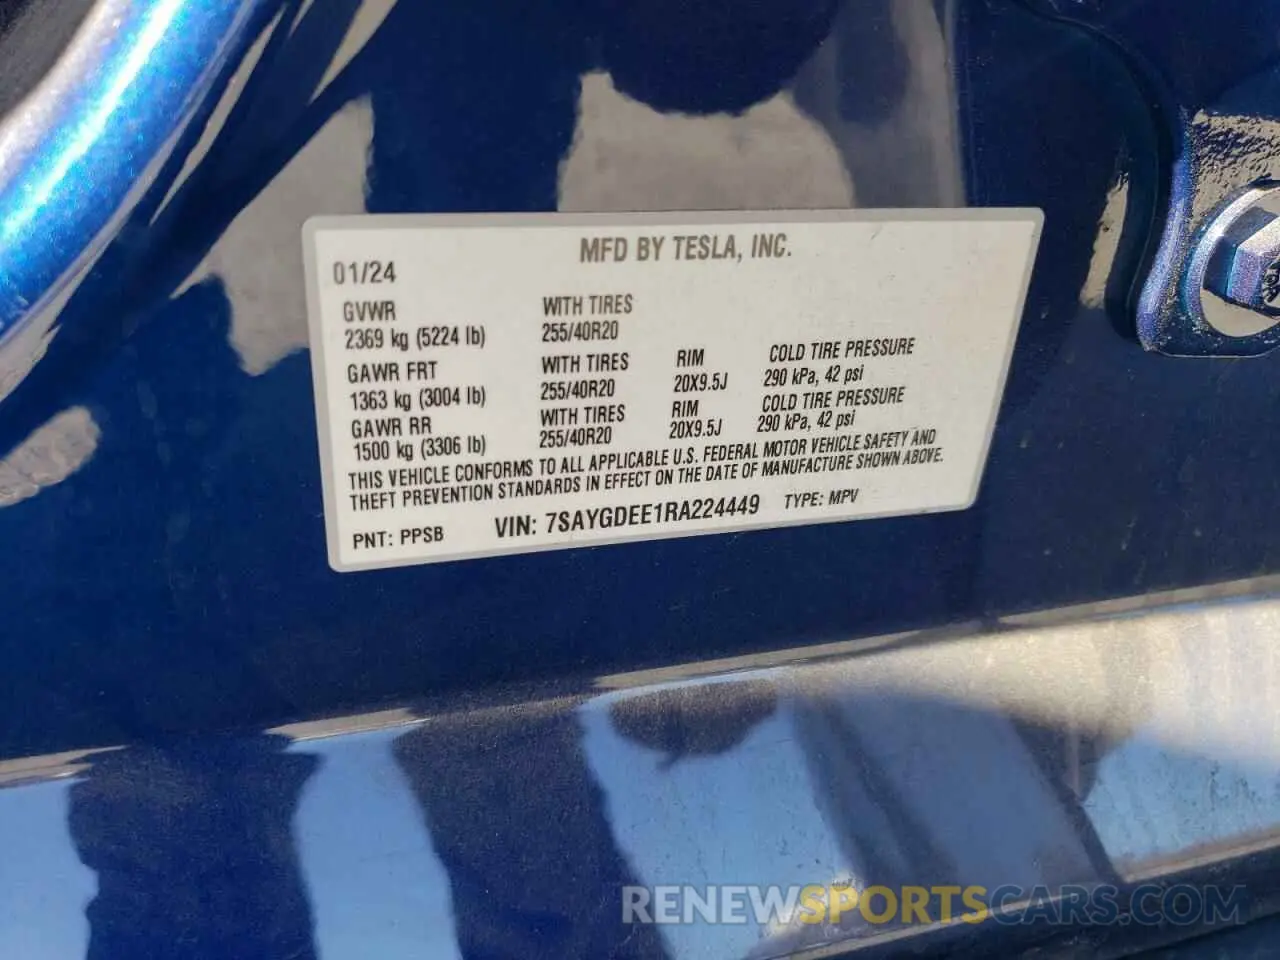 MFD BY TESLA, INC.
01/24
GVWR WITH TIRES
2369 kg (5224 lb) 255/40R20
GAWR FRT WITH TIRES RIM COLD TIRE PRESSURE
1363 kg (3004 lb) 255/40R20 20X9.5J 290 kPa, 42 psi
GAWR RR WITH TIRES RIM COLD TIRE PRESSURE
1500 kg (3306 lb) 255/40R20 20X9.5J 290 kPa, 42 psi
THIS VEHICLE CONFORMS TO ALL APPLICABLE U.S. FEDERAL MOTOR VEHICLE SAFETY AND
THEFT PREVENTION STANDARDS IN EFFECT ON THE DATE OF MANUFACTURE SHOWN ABOVE.
PNT: PPSB VIN: 7SAYGDEE1RA224449 TYPE: MPV
RENEWSPORTSCARS.COM